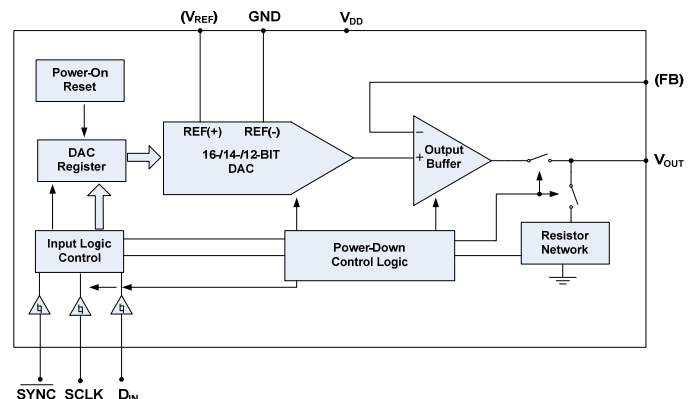 (VREF) GND VDD
Power-On
Reset
(FB)
REF(+) REF(-)
16-/14-/12-BIT
DAC
DAC
Register
−
+
Output
Buffer
VOUT
Input Logic
Control
Power-Down
Control Logic
Resistor
Network
SYNC SCLK DIN